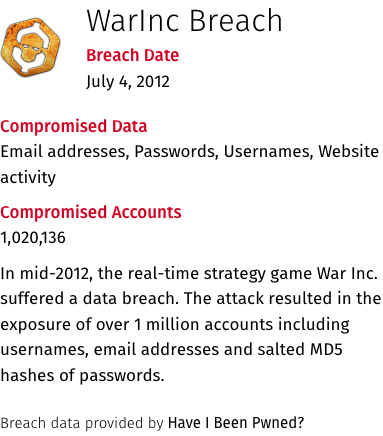 WarInc Breach
Breach Date
July 4, 2012
Compromised Data
Email addresses, Passwords, Usernames, Website
activity
Compromised Accounts
1,020,136
In mid-2012, the real-time strategy game War Inc.
suffered a data breach. The attack resulted in the
exposure of over 1 million accounts including
usernames, email addresses and salted MD5
hashes of passwords.
Breach data provided by Have I Been Pwned?